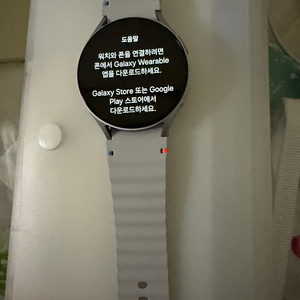 도움말
워치와 폰을 연결하려면
폰에서 Galaxy Wearable
앱을 다운로드하세요.
Galaxy Store 또는 Google
Play 스토어에서
다운로드하세요.